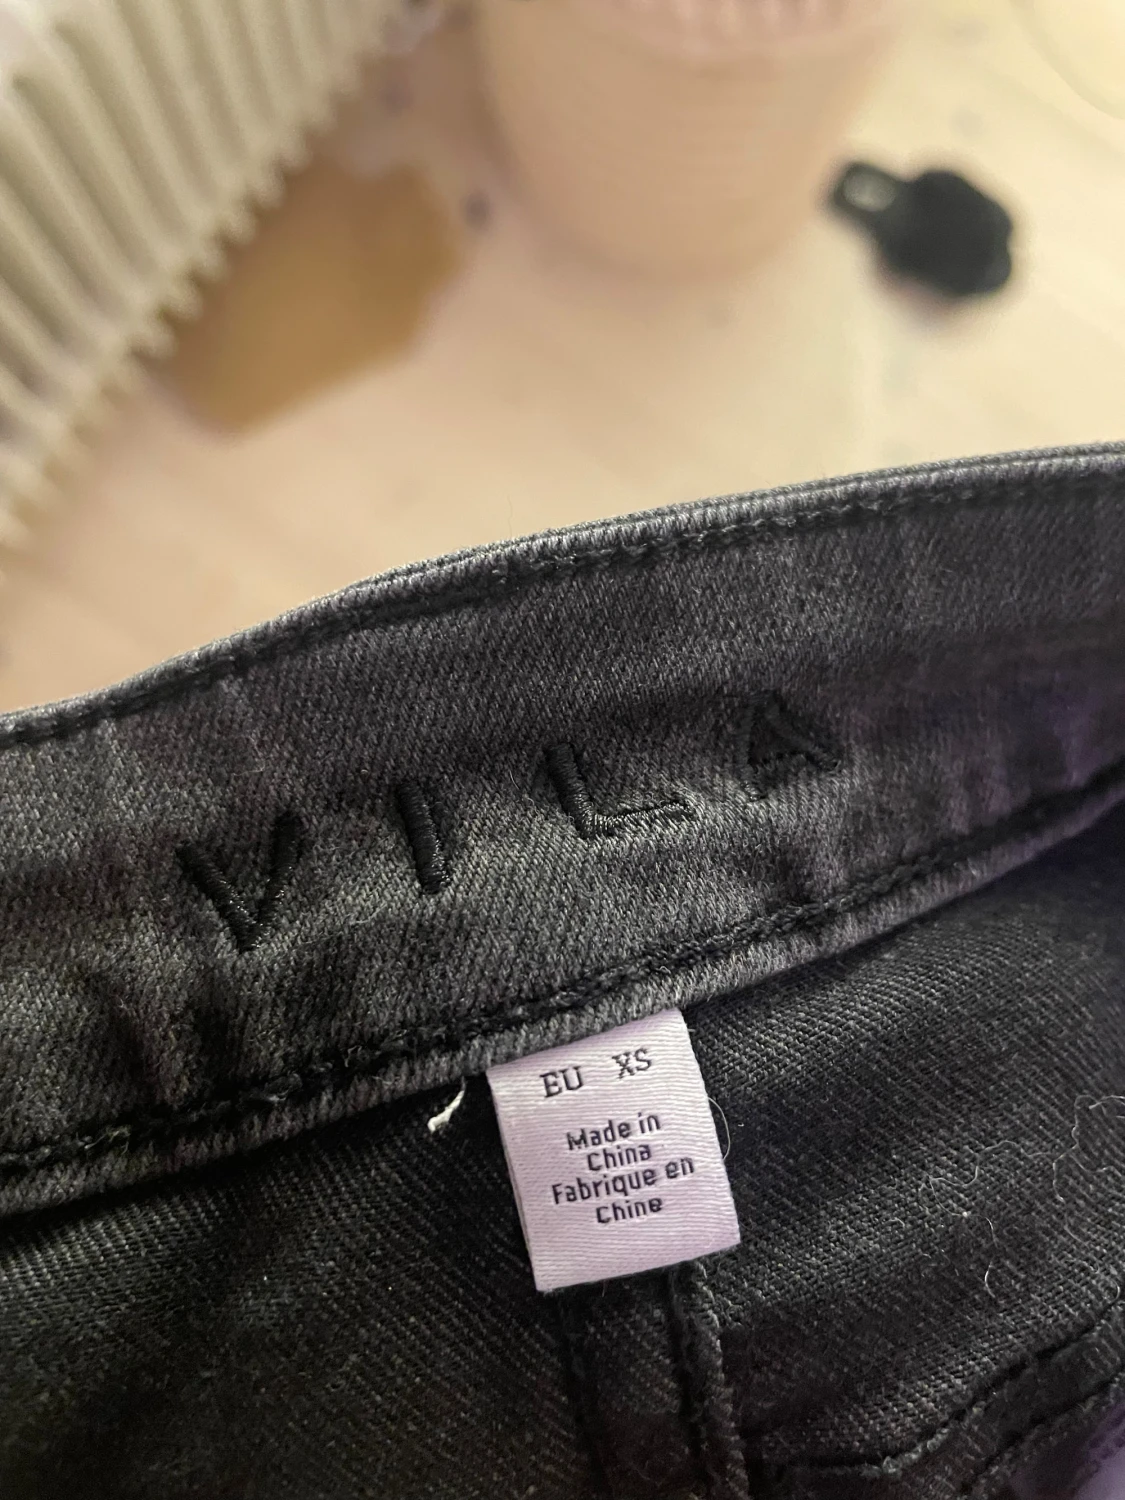 VILA
EU XS
Made in
China
Fabrique en
Chine